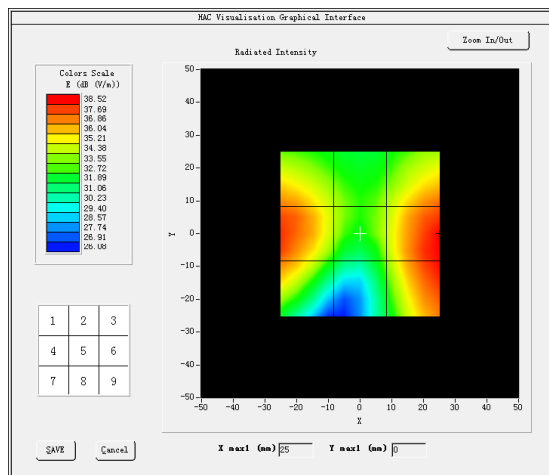 HAC Visualisation Graphical Interface
Zoom In/Out
Radiated Intensity
Colors Scale
E (dB (V/m))
38.52
37.69
36.86
36.04
35.21
34.38
33.55
32.72
31.89
31.06
30.23
29.40
28.57
27.74
26.91
26.08
50
40
30
20
10
0
-10
-20
-30
-40
-50
Y
-50 -40 -30 -20 -10 0 10 20 30 40 50
X
1 2 3
4 5 6
7 8 9
SAVE Cancel
X max1 (mm) 25 Y max1 (mm) 0